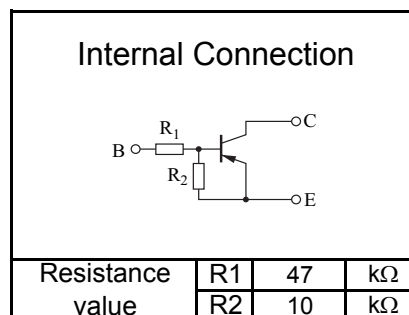 Internal Connection
C
R1
B
R2
E
Resistance value
R1 47 kΩ
R2 10 kΩ